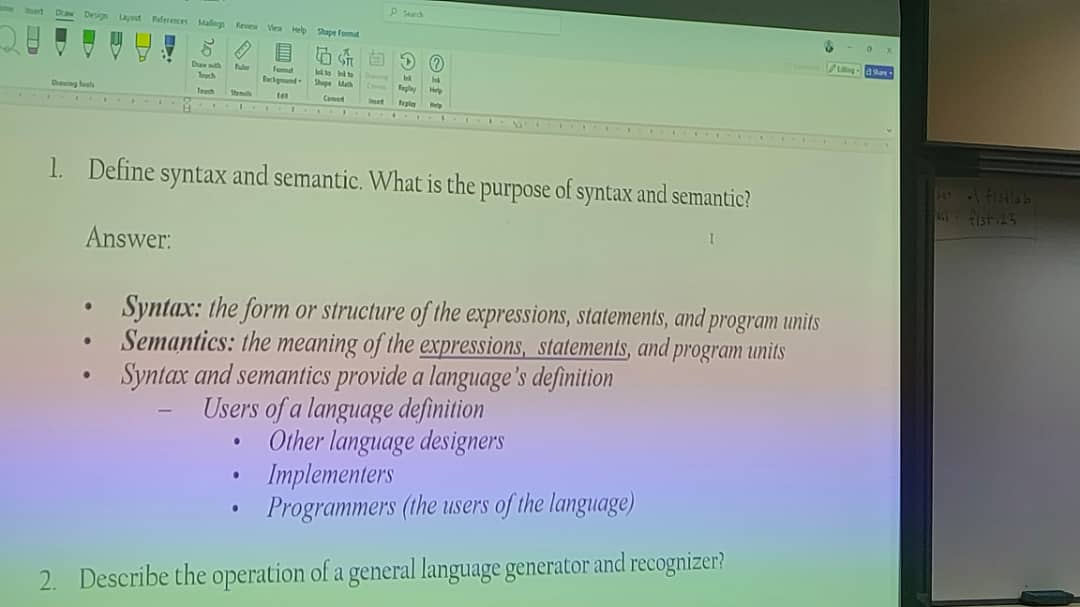 Insert Draw Design Layout References Mailings Review View Help Shape Format
Search
Editing
Share
Draw with Touch
Ruler
Format Background
Ink to Shape
Ink to Math
Drawing Canvas
Ink Replay
Ink Help
Drawing Tools
Touch
Stencils
Edit
Convert
Insert
Replay
Help
1. Define syntax and semantic. What is the purpose of syntax and semantic?
Answer:
• Syntax: the form or structure of the expressions, statements, and program units
• Semantics: the meaning of the expressions, statements, and program units
• Syntax and semantics provide a language's definition
– Users of a language definition
• Other language designers
• Implementers
• Programmers (the users of the language)
2. Describe the operation of a general language generator and recognizer?